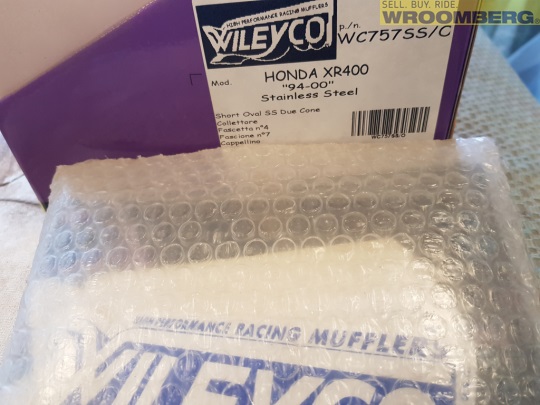 SELL. BUY. RIDE.
WROOMBERG
HIGH PERFORMANCE RACING MUFFLERS
WILEYCO
p./n. WC757SS/C
Mod. HONDA XR400
"94-00"
Stainless Steel
Short Oval SS Due Cone
Collettore
Fascetta n°4
Fascione n°7
Cappellino
HIGH PERFORMANCE RACING MUFFLERS
WILEYCO